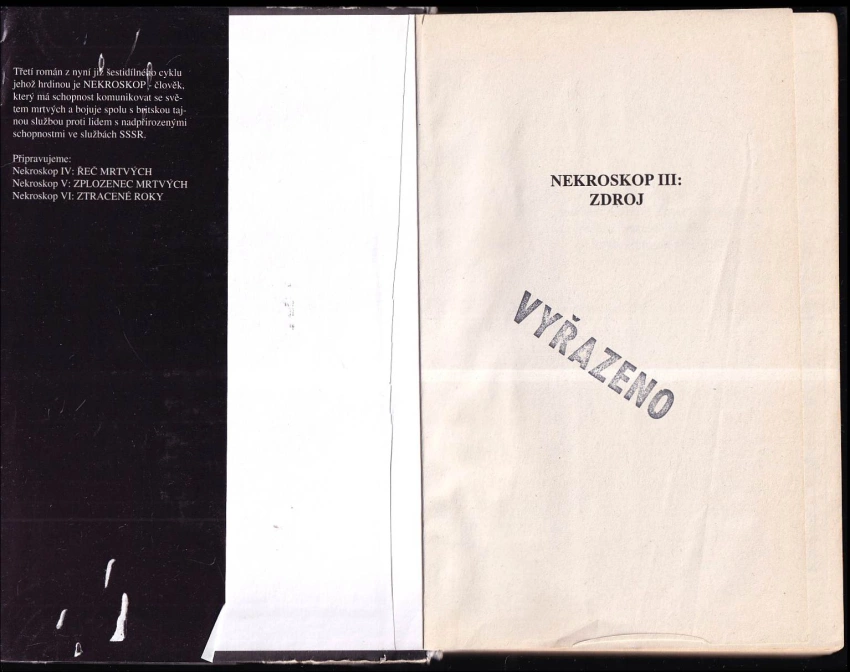 Třetí román z nyní již šestidílného cyklu
jehož hrdinou je NEKROSKOP - člověk,
který má schopnost komunikovat se svě-
tem mrtvých a bojuje spolu s britskou taj-
nou službou proti lidem s nadpřirozenými
schopnostmi ve službách SSSR.
Připravujeme:
Nekroskop IV: ŘEČ MRTVÝCH
Nekroskop V: ZPLOZENEC MRTVÝCH
Nekroskop VI: ZTRACENÉ ROKY
NEKROSKOP III:
ZDROJ
VYŘAZENO